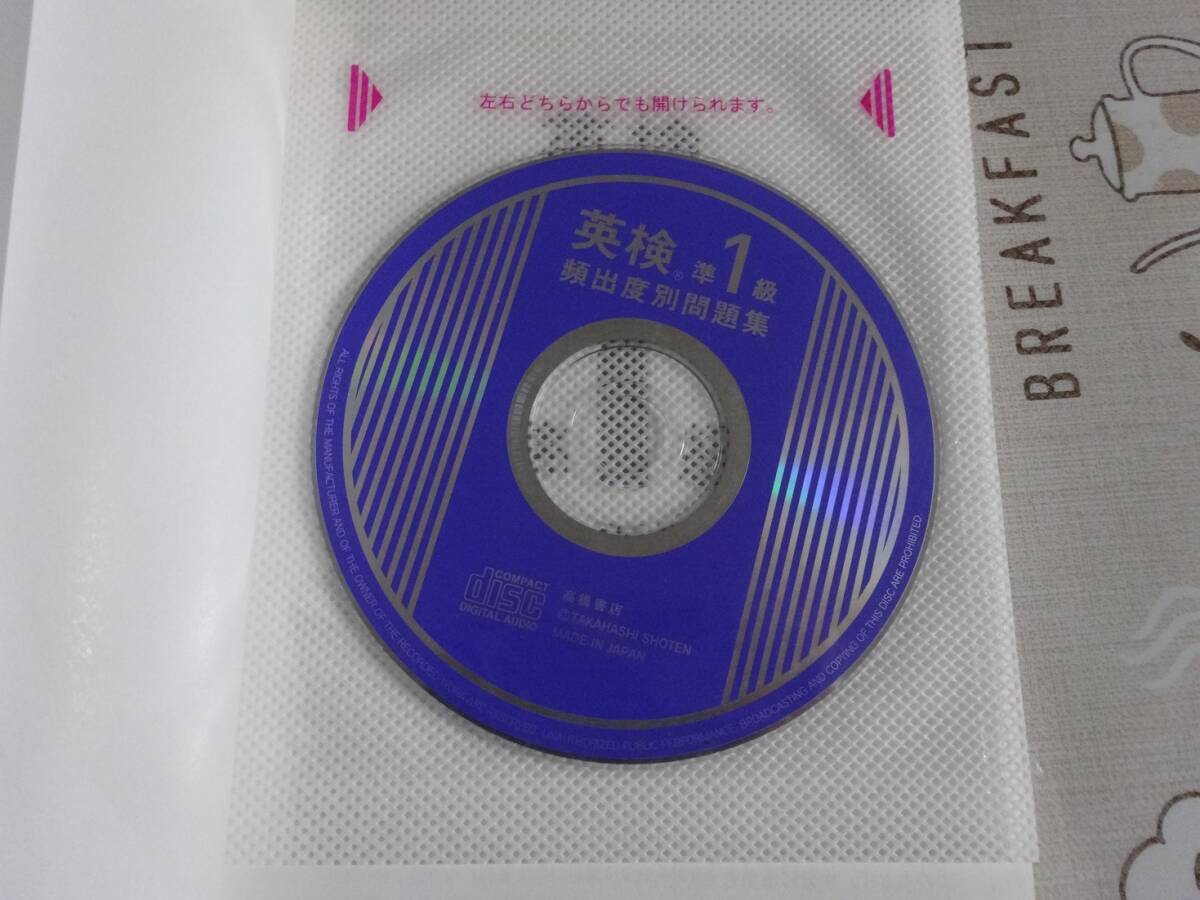 左右どちらからでも開けられます。
英検® 準1級
頻出度別問題集
COMPACT
disc
DIGITAL AUDIO
高橋書店
©TAKAHASHI SHOTEN
MADE IN JAPAN
ALL RIGHTS OF THE MANUFACTURER AND OF THE OWNER OF THE RECORDED WORK RESERVED. UNAUTHORIZED PUBLIC PERFORMANCE, BROADCASTING AND COPYING OF THIS DISC ARE PROHIBITED.
BREAKFAST